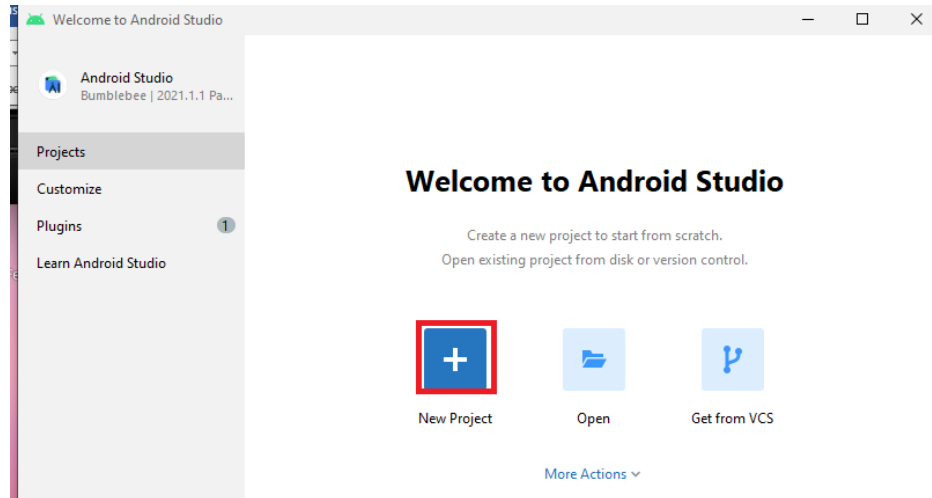 Welcome to Android Studio
Android Studio
Bumblebee | 2021.1.1 Pa...
Projects
Customize
Plugins 1
Learn Android Studio
Welcome to Android Studio
Create a new project to start from scratch.
Open existing project from disk or version control.
New Project
Open
Get from VCS
More Actions